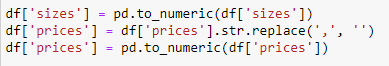 df['sizes'] = pd.to_numeric(df['sizes'])
df['prices'] = df['prices'].str.replace(',', '')
df['prices'] = pd.to_numeric(df['prices'])